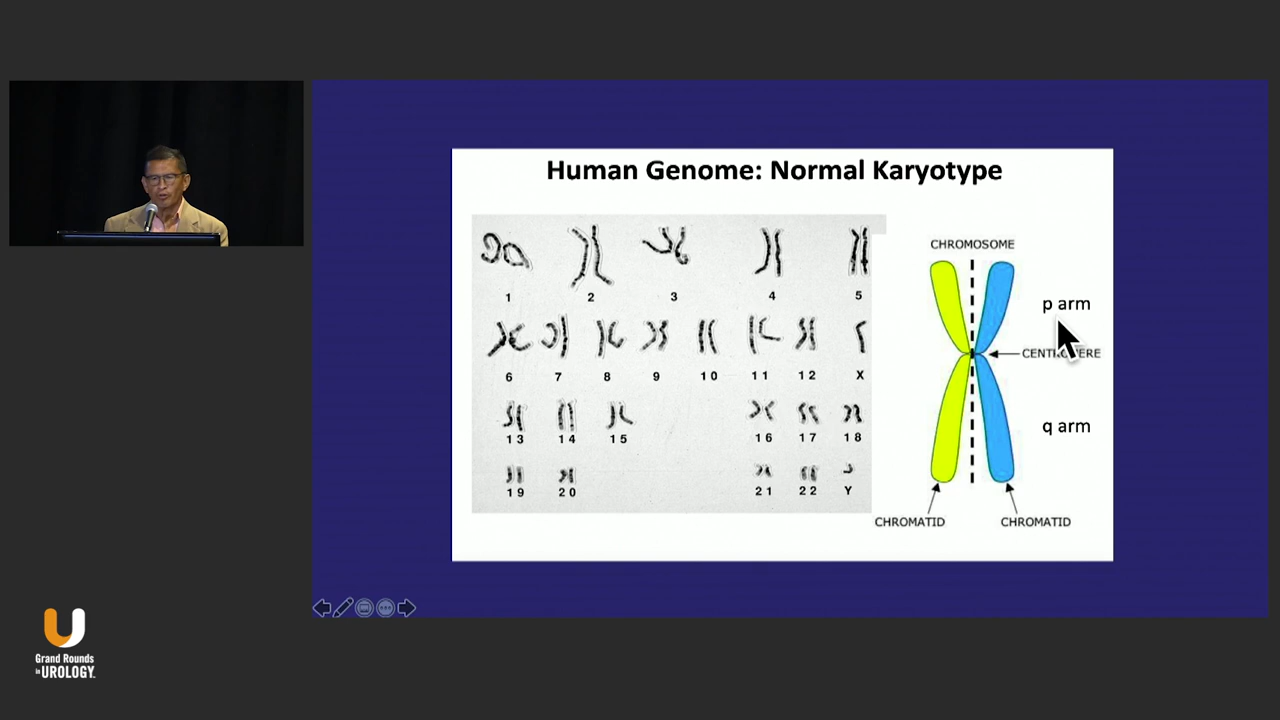 Human Genome: Normal Karyotype
1 2 3 4 5
6 7 8 9 10 11 12 X
13 14 15 16 17 18
19 20 21 22 Y
CHROMOSOME
p arm
CENTROMERE
q arm
CHROMATID CHROMATID
Grand Rounds
in UROLOGY